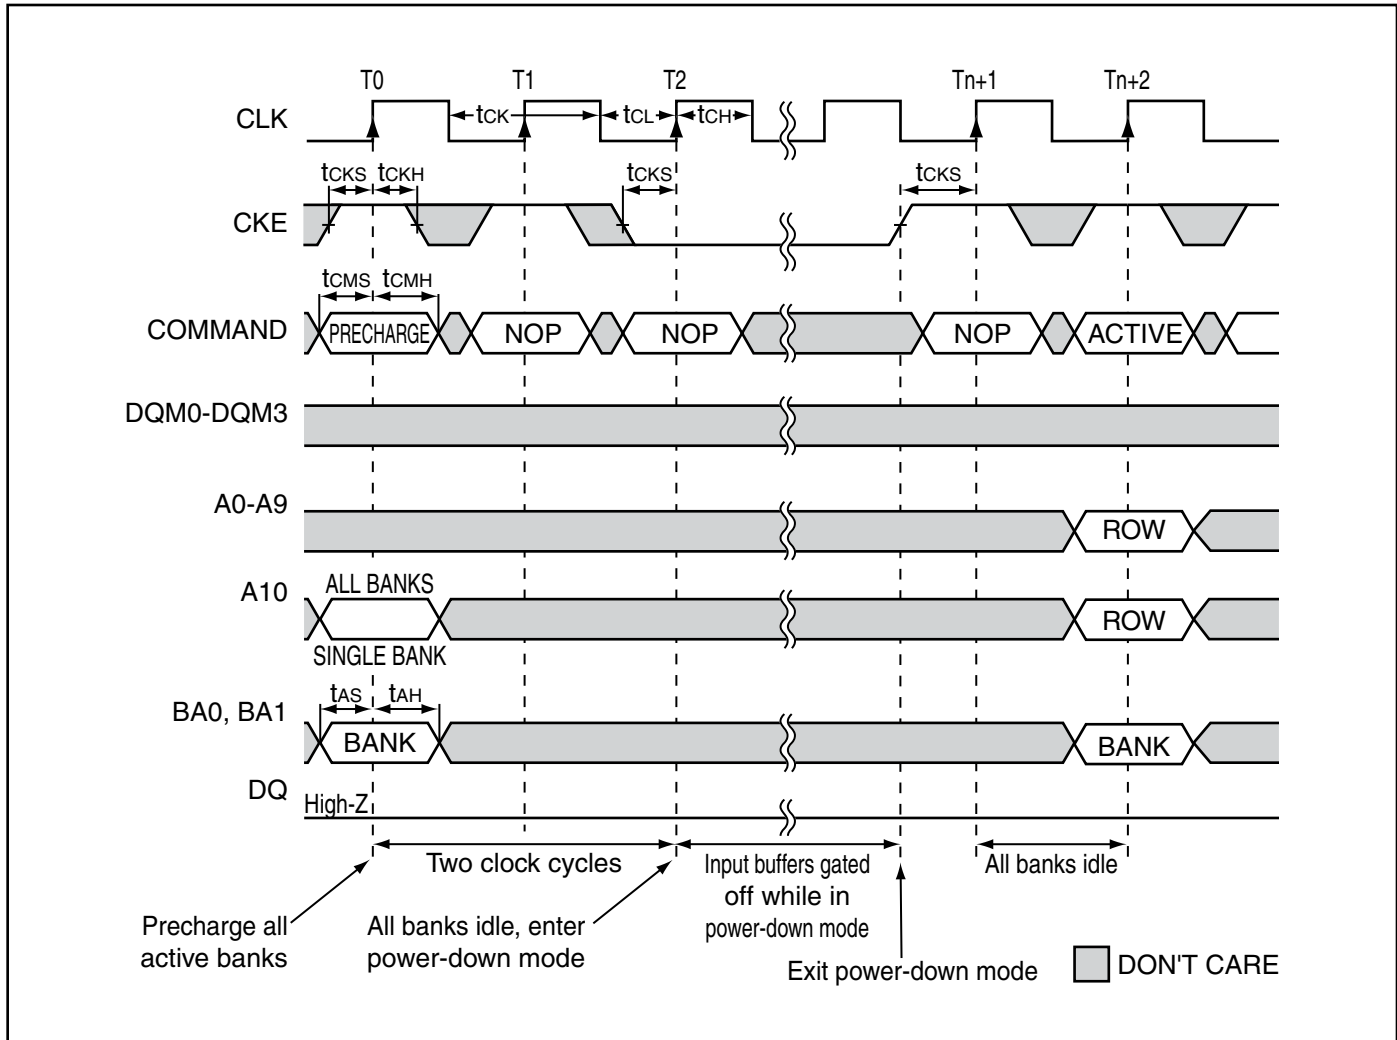 T0 T1 T2 Tn+1 Tn+2
CLK tCK tCL tCH
tCKS tCKH tCKS tCKS
CKE
tCMS tCMH
COMMAND PRECHARGE NOP NOP NOP ACTIVE
DQM0-DQM3
A0-A9 ROW
A10 ALL BANKS ROW
SINGLE BANK
tAS tAH
BA0, BA1 BANK BANK
DQ High-Z
Two clock cycles
Input buffers gated
off while in
power-down mode
All banks idle
Precharge all
active banks
All banks idle, enter
power-down mode
Exit power-down mode
DON'T CARE